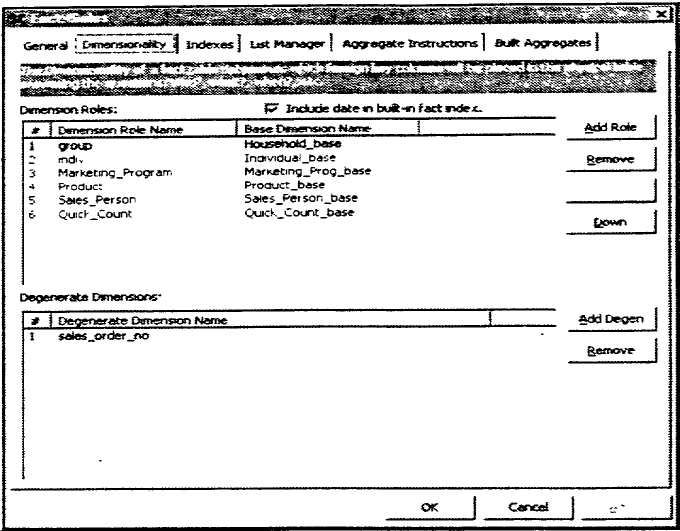 General Dimensionality Indexes List Manager Aggregate Instructions Built Aggregates
Dimension Roles:
Include date in built-in fact index.
# Dimension Role Name Base Dimension Name
1 group Household_base
2 indiv Individual_base
3 Marketing_Program Marketing_Prog_base
4 Product Product_base
5 Sales_Person Sales_Person_base
6 Quick_Count Quick_Count_base
Add Role
Remove
Down
Degenerate Dimensions:
# Degenerate Dimension Name
1 sales_order_no
Add Degen
Remove
OK Cancel